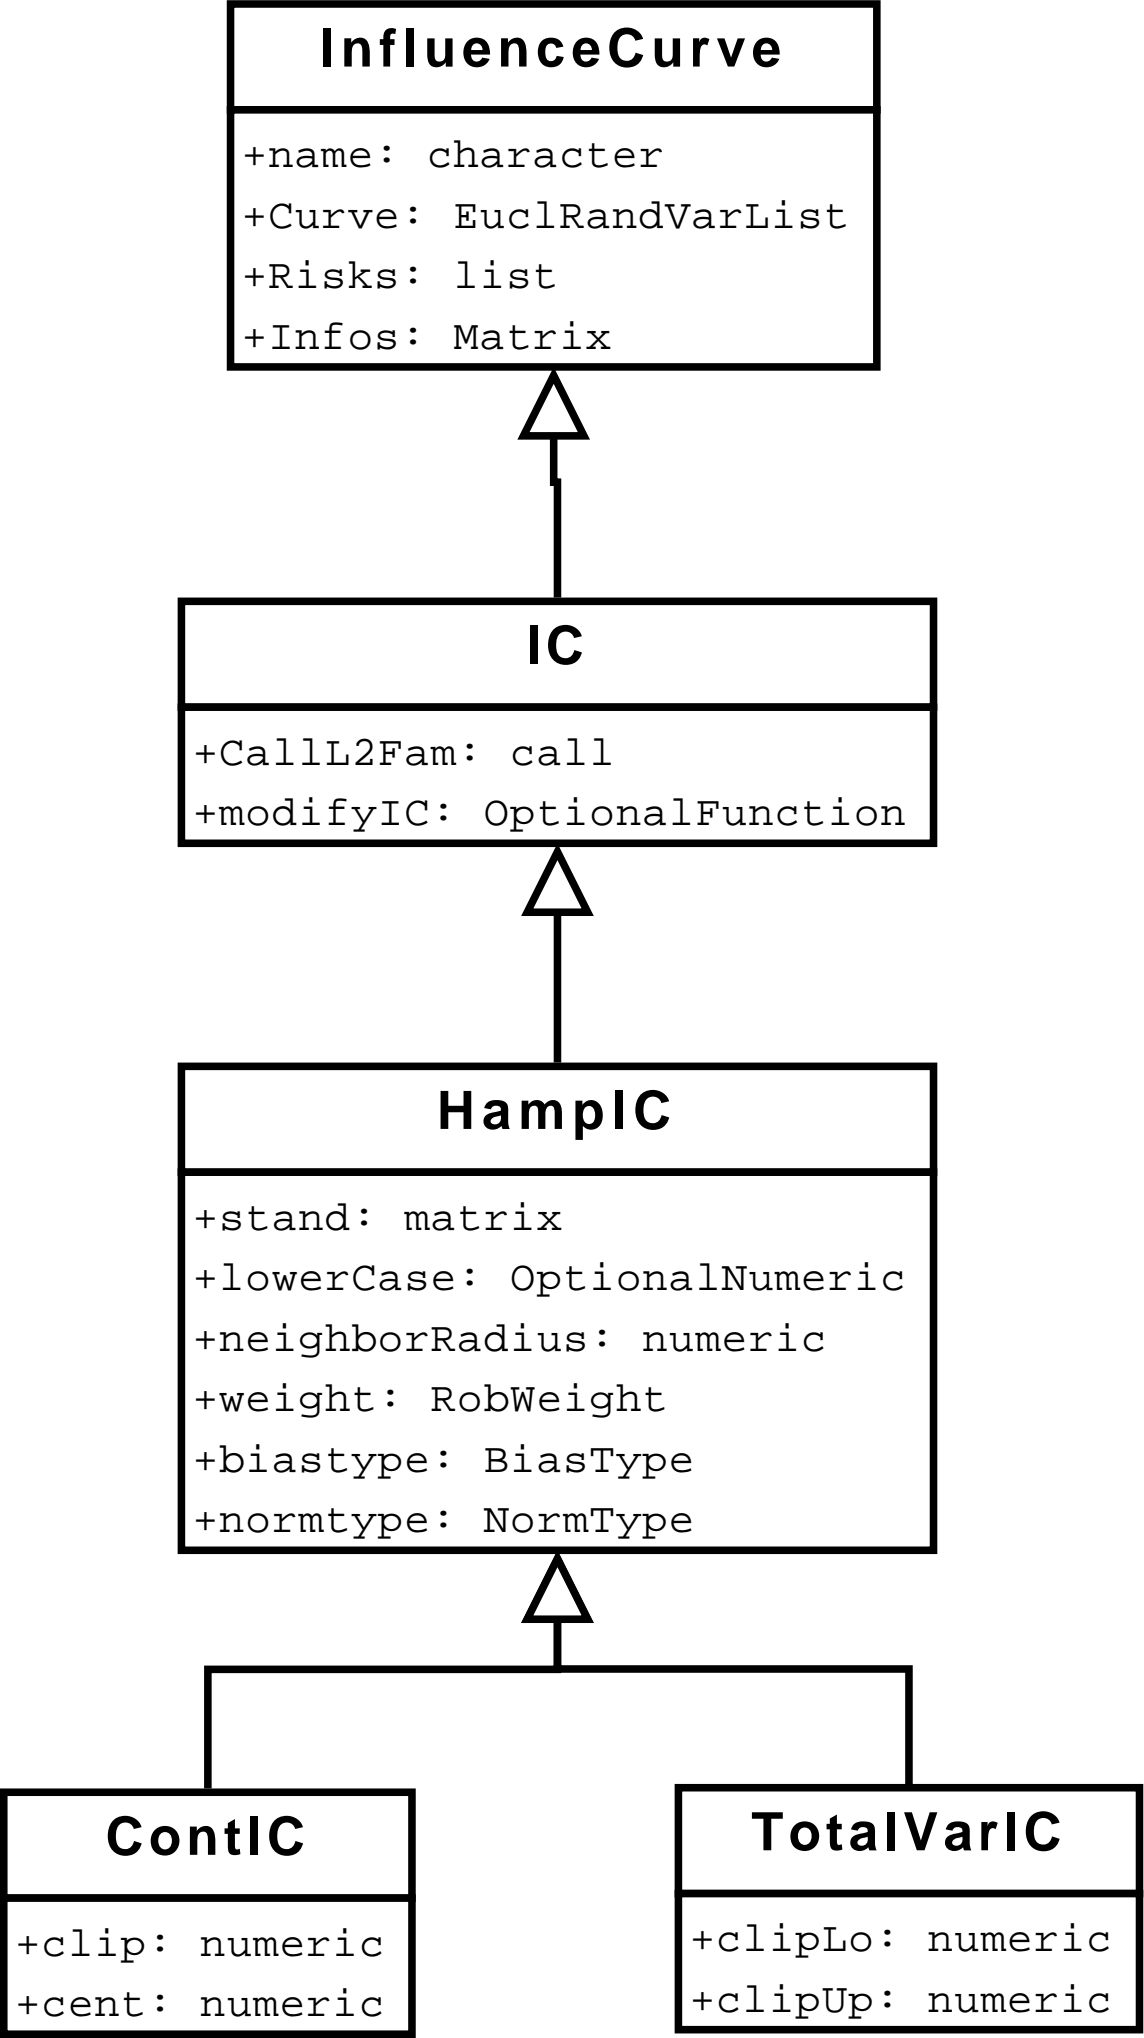 InfluenceCurve
+name: character
+Curve: EuclRandVarList
+Risks: list
+Infos: Matrix
IC
+CallL2Fam: call
+modifyIC: OptionalFunction
HampIC
+stand: matrix
+lowerCase: OptionalNumeric
+neighborRadius: numeric
+weight: RobWeight
+biastype: BiasType
+normtype: NormType
ContIC
+clip: numeric
+cent: numeric
TotalVarIC
+clipLo: numeric
+clipUp: numeric